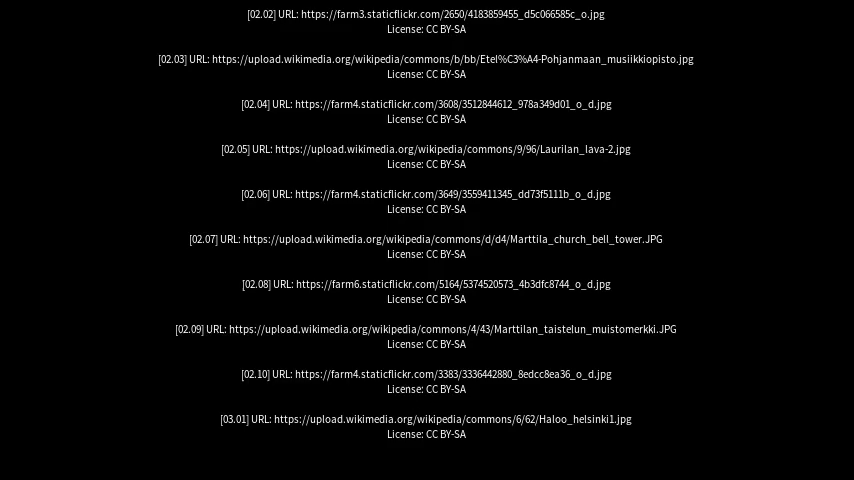 [02.02] URL: https://farm3.staticflickr.com/2650/4183859455_d5c066585c_o.jpg
License: CC BY-SA
[02.03] URL: https://upload.wikimedia.org/wikipedia/commons/b/bb/Etel%C3%A4-Pohjanmaan_musiikkiopisto.jpg
License: CC BY-SA
[02.04] URL: https://farm4.staticflickr.com/3608/3512844612_978a349d01_o_d.jpg
License: CC BY-SA
[02.05] URL: https://upload.wikimedia.org/wikipedia/commons/9/96/Laurilan_lava-2.jpg
License: CC BY-SA
[02.06] URL: https://farm4.staticflickr.com/3649/3559411345_dd73f5111b_o_d.jpg
License: CC BY-SA
[02.07] URL: https://upload.wikimedia.org/wikipedia/commons/d/d4/Marttila_church_bell_tower.JPG
License: CC BY-SA
[02.08] URL: https://farm6.staticflickr.com/5164/5374520573_4b3dfc8744_o_d.jpg
License: CC BY-SA
[02.09] URL: https://upload.wikimedia.org/wikipedia/commons/4/43/Marttilan_taistelun_muistomerkki.JPG
License: CC BY-SA
[02.10] URL: https://farm4.staticflickr.com/3383/3336442880_8edcc8ea36_o_d.jpg
License: CC BY-SA
[03.01] URL: https://upload.wikimedia.org/wikipedia/commons/6/62/Haloo_helsinki1.jpg
License: CC BY-SA